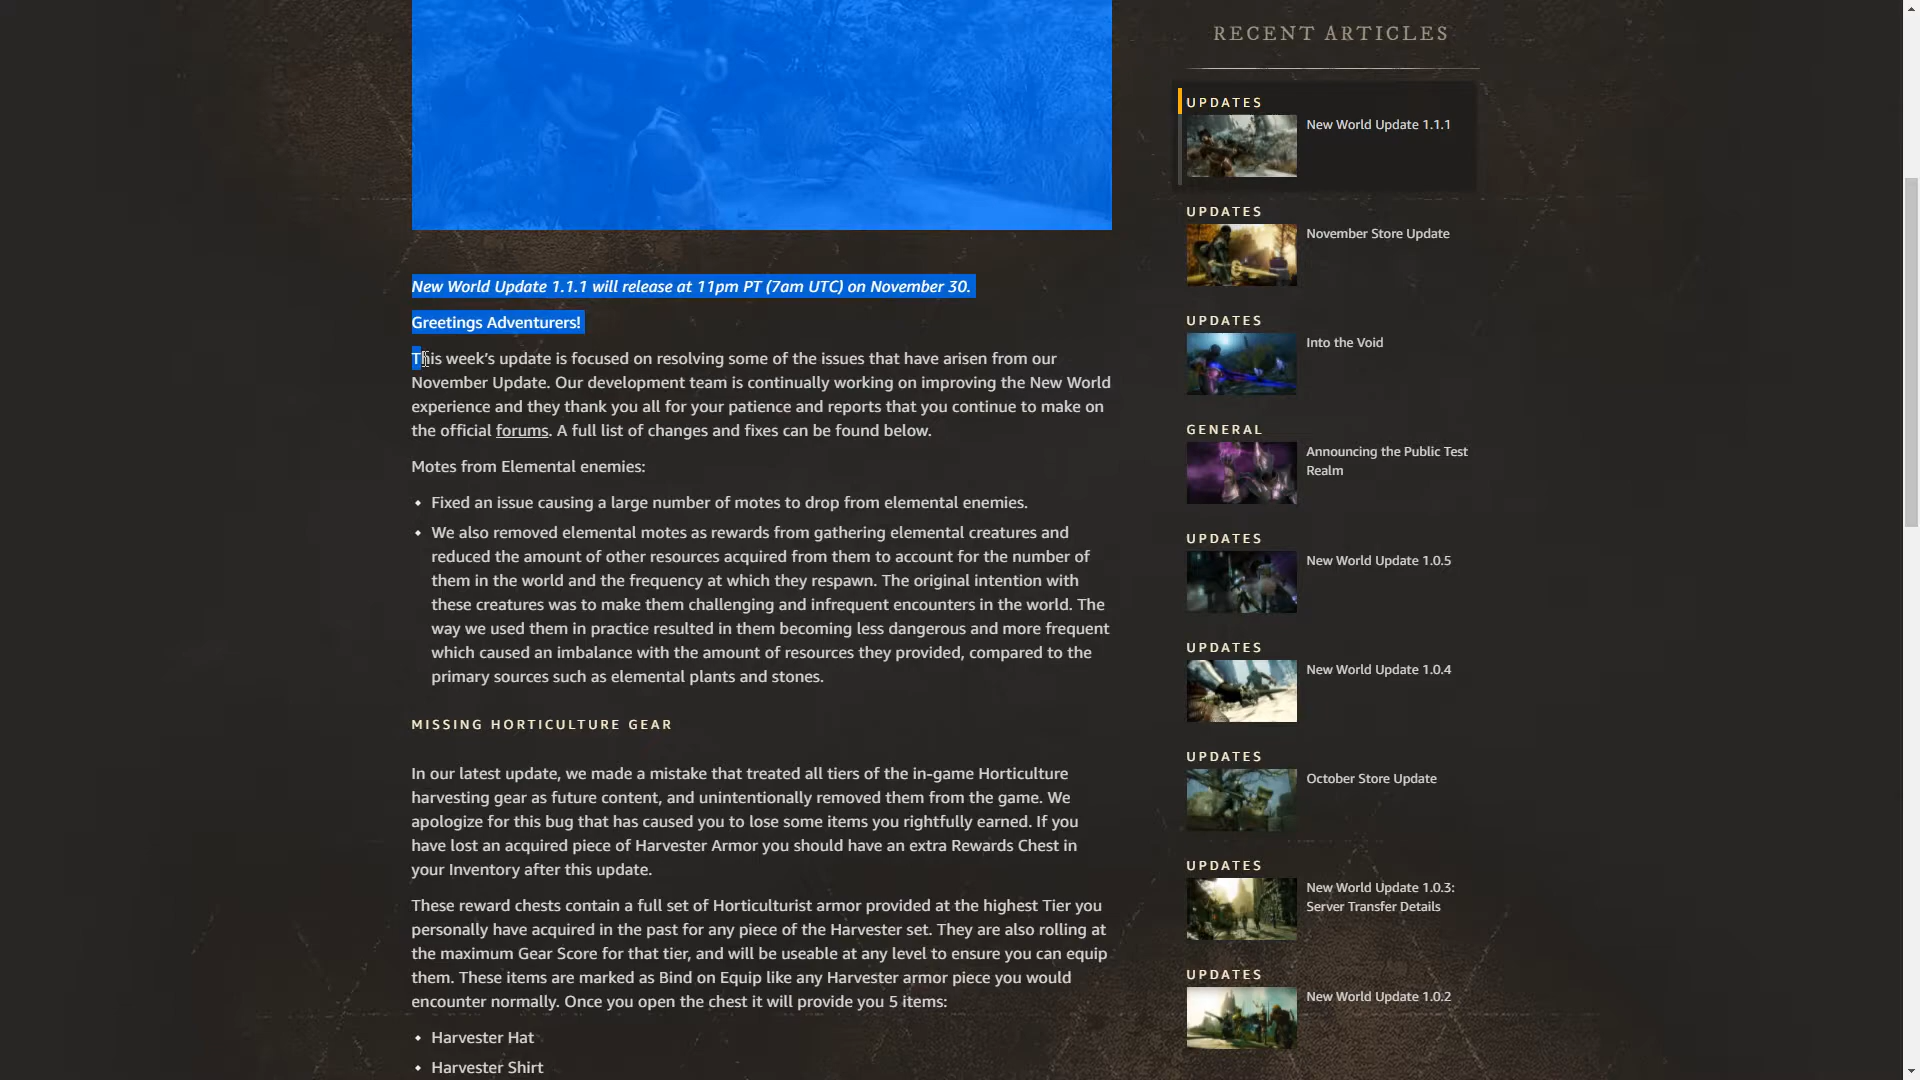 New World Update 1.1.1 will release at 11pm PT (7am UTC) on November 30.
Greetings Adventurers!
This week’s update is focused on resolving some of the issues that have arisen from our
November Update. Our development team is continually working on improving the New World
experience and they thank you all for your patience and reports that you continue to make on
the official forums. A full list of changes and fixes can be found below.
Motes from Elemental enemies:
Fixed an issue causing a large number of motes to drop from elemental enemies.
We also removed elemental motes as rewards from gathering elemental creatures and
reduced the amount of other resources acquired from them to account for the number of
them in the world and the frequency at which they respawn. The original intention with
these creatures was to make them challenging and infrequent encounters in the world. The
way we used them in practice resulted in them becoming less dangerous and more frequent
which caused an imbalance with the amount of resources they provided, compared to the
primary sources such as elemental plants and stones.
MISSING HORTICULTURE GEAR
In our latest update, we made a mistake that treated all tiers of the in-game Horticulture
harvesting gear as future content, and unintentionally removed them from the game. We
apologize for this bug that has caused you to lose some items you rightfully earned. If you
have lost an acquired piece of Harvester Armor you should have an extra Rewards Chest in
your Inventory after this update.
These reward chests contain a full set of Horticulturist armor provided at the highest Tier you
personally have acquired in the past for any piece of the Harvester set. They are also rolling at
the maximum Gear Score for that tier, and will be useable at any level to ensure you can equip
them. These items are marked as Bind on Equip like any Harvester armor piece you would
encounter normally. Once you open the chest it will provide you 5 items:
Harvester Hat
Harvester Shirt
RECENT ARTICLES
UPDATES
New World Update 1.1.1
UPDATES
November Store Update
UPDATES
Into the Void
GENERAL
Announcing the Public Test
Realm
UPDATES
New World Update 1.0.5
UPDATES
New World Update 1.0.4
UPDATES
October Store Update
UPDATES
New World Update 1.0.3:
Server Transfer Details
UPDATES
New World Update 1.0.2